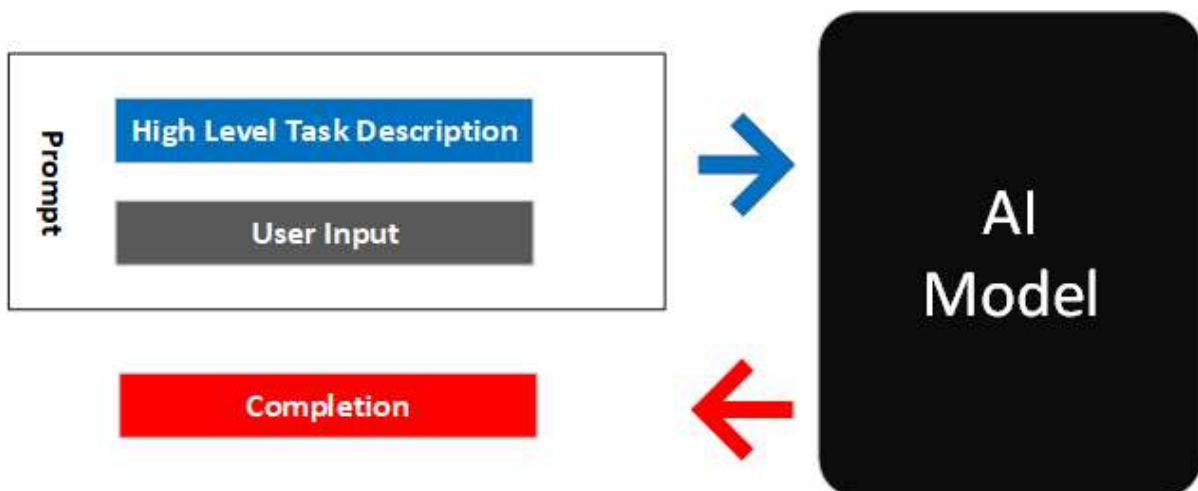 Prompt
High Level Task Description
User Input
Completion
AI
Model